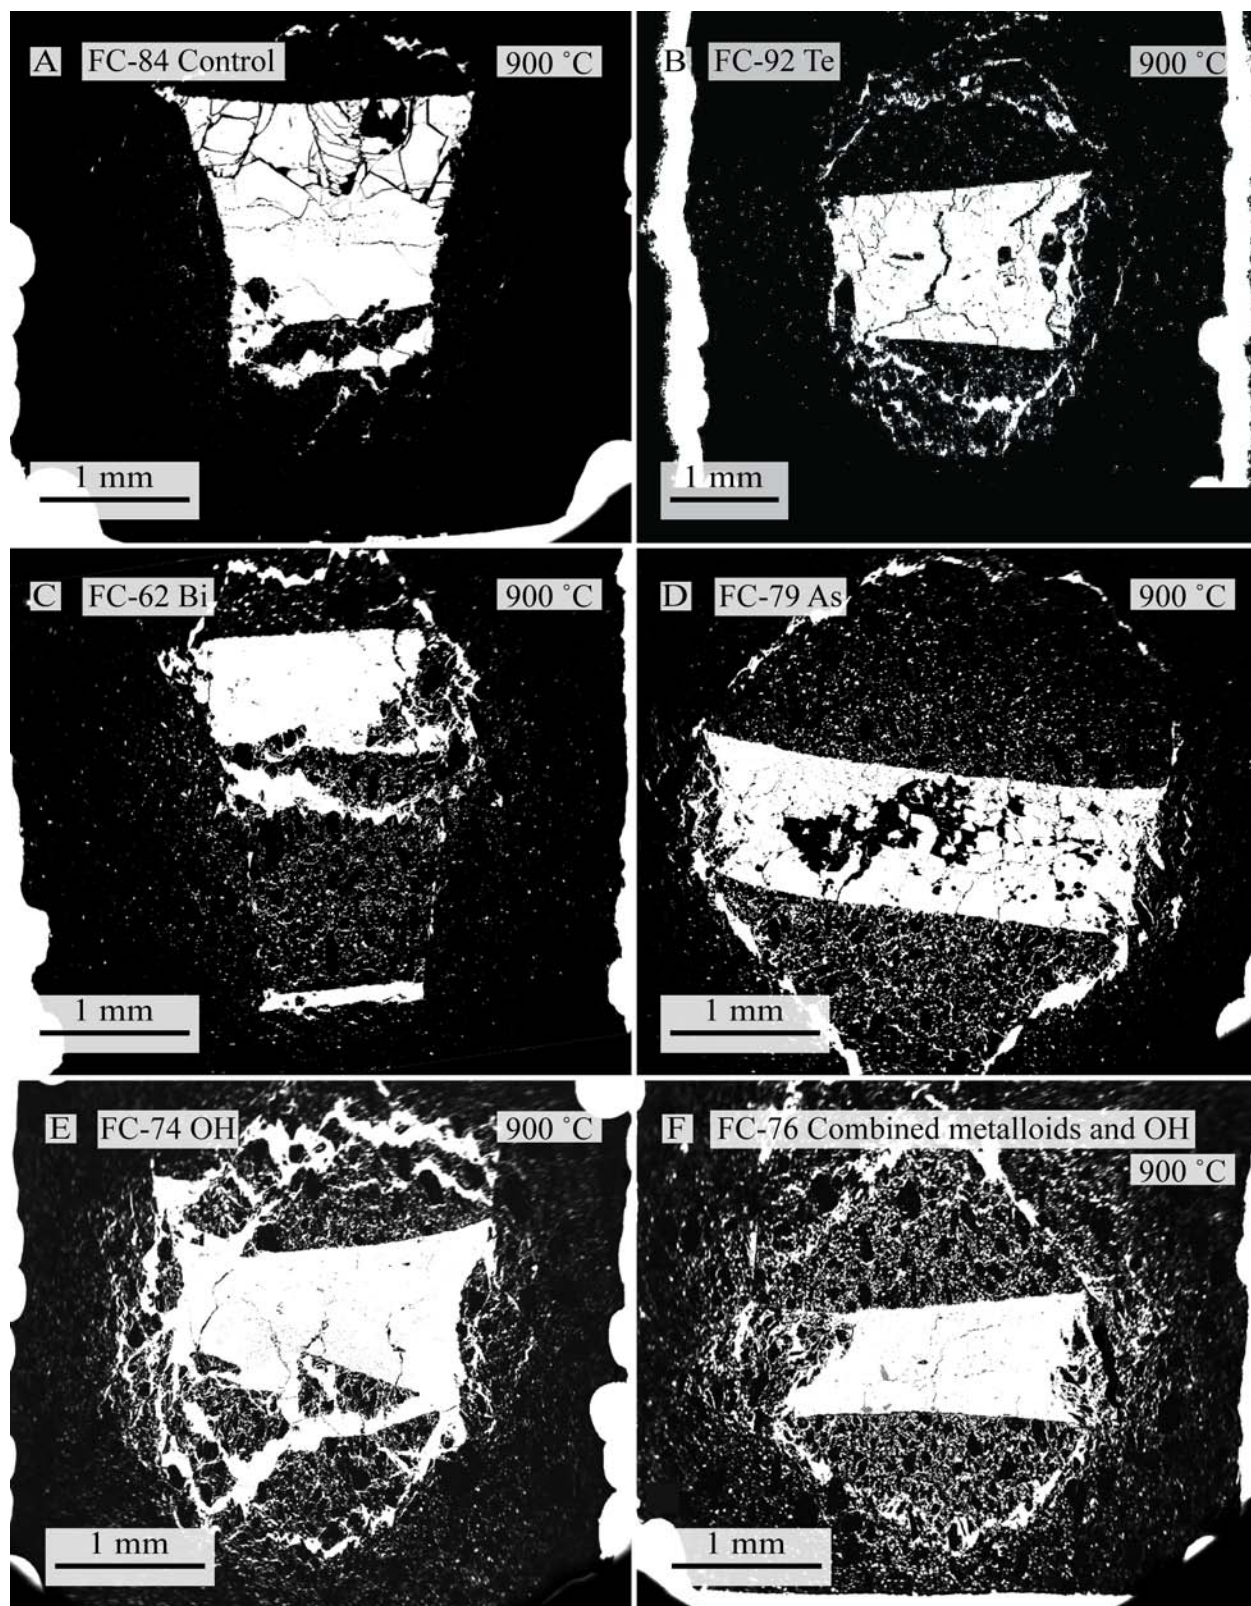 A FC-84 Control 900 °C
B FC-92 Te 900 °C
1 mm
1 mm
C FC-62 Bi 900 °C
D FC-79 As 900 °C
1 mm
1 mm
E FC-74 OH 900 °C
F FC-76 Combined metalloids and OH
900 °C
1 mm
1 mm